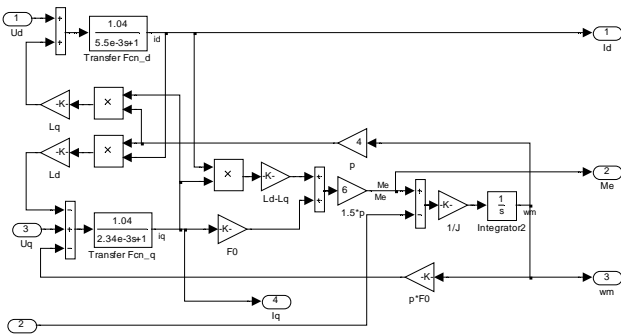 1
Ud
1.04
5.5e-3s+1
Transfer Fcn_d
id
1
Id
-K-
Lq
×
-K-
Ld
×
4
p
×
-K-
Ld-Lq
6
1.5*p
Me
Me
2
Me
-K-
1/J
1
s
Integrator2
wm
3
Uq
1.04
2.34e-3s+1
Transfer Fcn_q
iq
-K-
F0
-K-
p*F0
3
wm
4
Iq
2